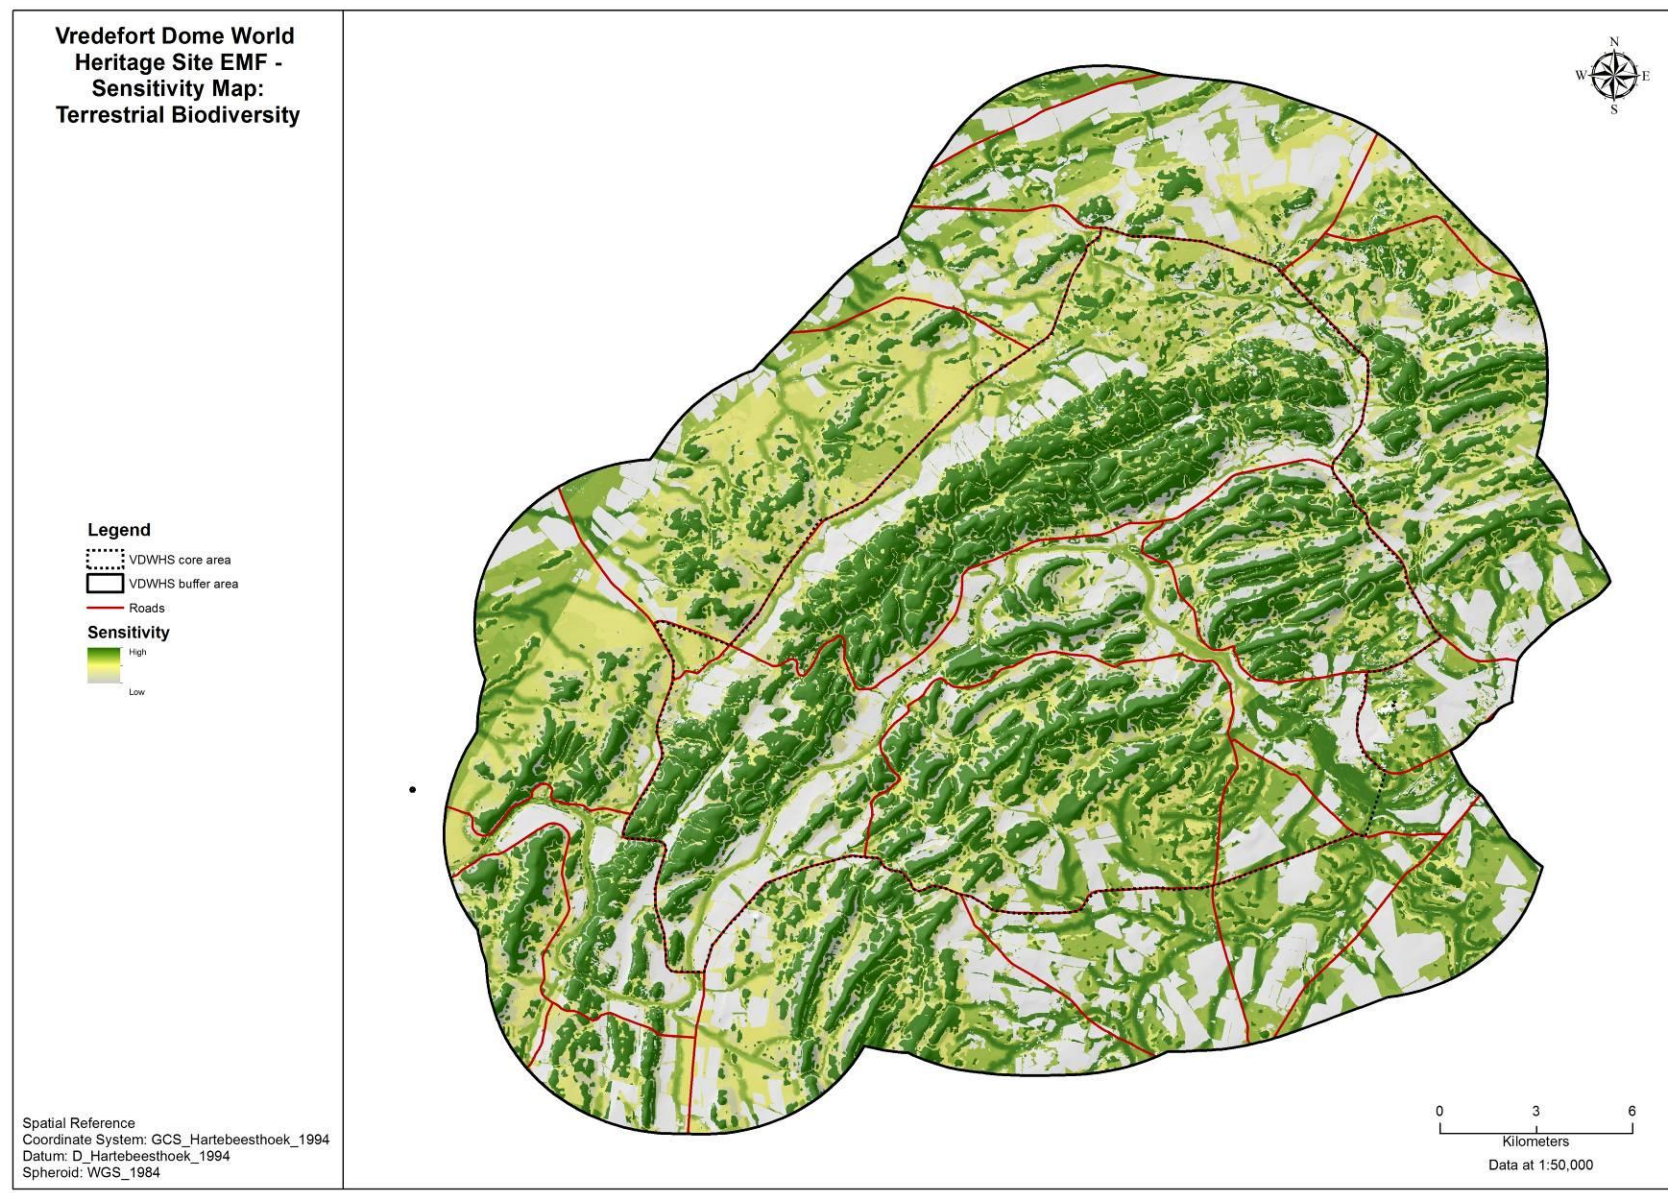 Vredefort Dome World
Heritage Site EMF -
Sensitivity Map:
Terrestrial Biodiversity
N
W E
S
Legend
VDWHS core area
VDWHS buffer area
Roads
Sensitivity
High
Low
Spatial Reference
Coordinate System: GCS_Hartebeesthoek_1994
Datum: D_Hartebeesthoek_1994
Spheroid: WGS_1984
0 3 6
Kilometers
Data at 1:50,000